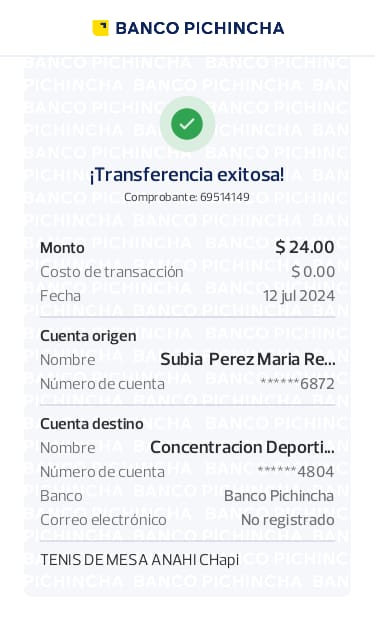 BANCO PICHINCHA
¡Transferencia exitosa!
Comprobante: 69514149
Monto $ 24.00
Costo de transacción $ 0.00
Fecha 12 jul 2024
Cuenta origen
Nombre Subia Perez Maria Re...
Número de cuenta ******6872
Cuenta destino
Nombre Concentracion Deporti...
Número de cuenta ******4804
Banco Banco Pichincha
Correo electrónico No registrado
TENIS DE MESA ANAHI CHapi